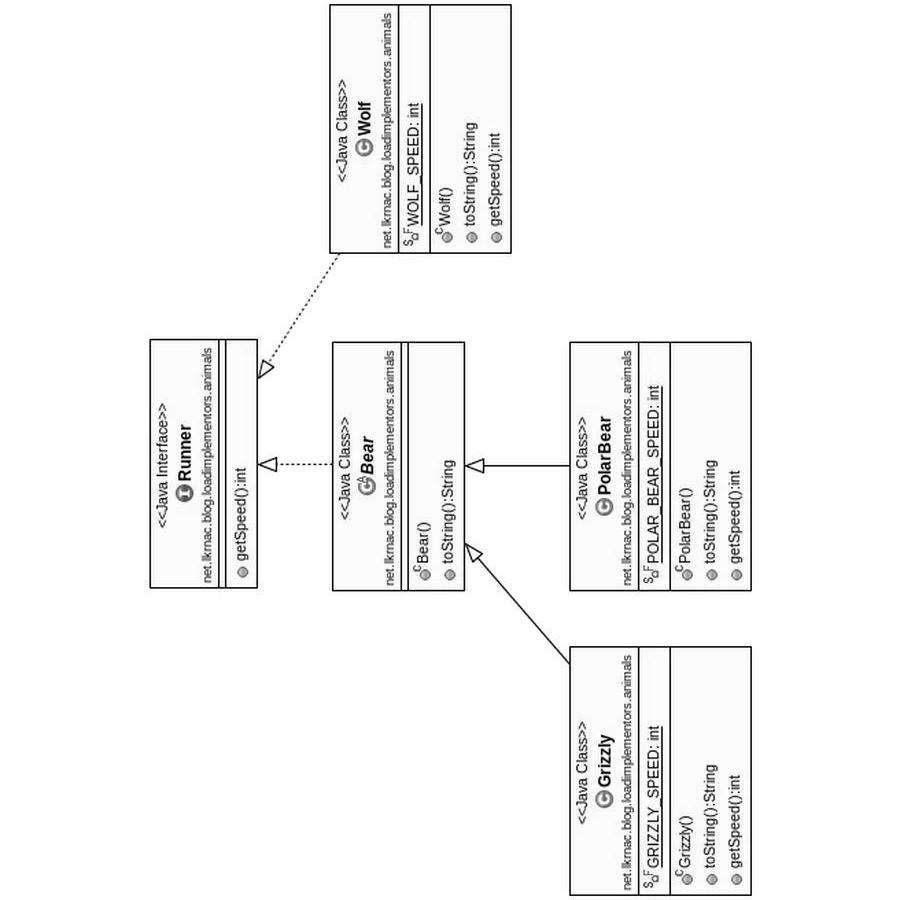 <<Java Interface>>
Runner
net.lkrnac.blog.loadimplementors.animals
getSpeed():int
<<Java Class>>
Bear
net.lkrnac.blog.loadimplementors.animals
Bear()
toString():String
<<Java Class>>
Wolf
net.lkrnac.blog.loadimplementors.animals
WOLF_SPEED: int
Wolf()
toString():String
getSpeed():int
<<Java Class>>
Grizzly
net.lkrnac.blog.loadimplementors.animals
GRIZZLY_SPEED: int
Grizzly()
toString():String
getSpeed():int
<<Java Class>>
PolarBear
net.lkrnac.blog.loadimplementors.animals
POLAR_BEAR_SPEED: int
PolarBear()
toString():String
getSpeed():int